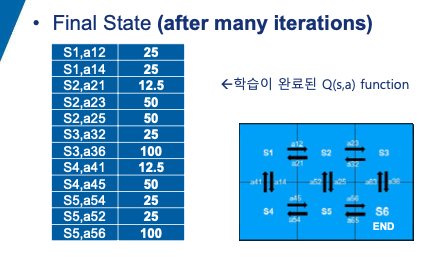 • Final State (after many iterations)
S1,a12 25
S1,a14 25
S2,a21 12.5
S2,a23 50
S2,a25 50
S3,a32 25
S3,a36 100
S4,a41 12.5
S4,a45 50
S5,a54 25
S5,a52 25
S5,a56 100
←학습이 완료된 Q(s,a) function
a12 a23
S1 S2 S3
a21 a32
a41 a14 a52 a25 a63 a36
a45 a56
S4 S5 S6
a54 a65 END